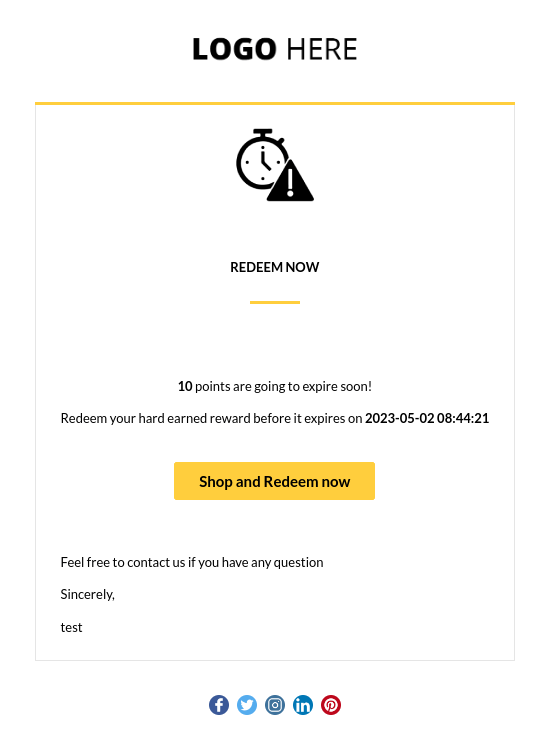 LOGO HERE
REDEEM NOW
10 points are going to expire soon!
Redeem your hard earned reward before it expires on 2023-05-02 08:44:21
Shop and Redeem now
Feel free to contact us if you have any question
Sincerely,
test